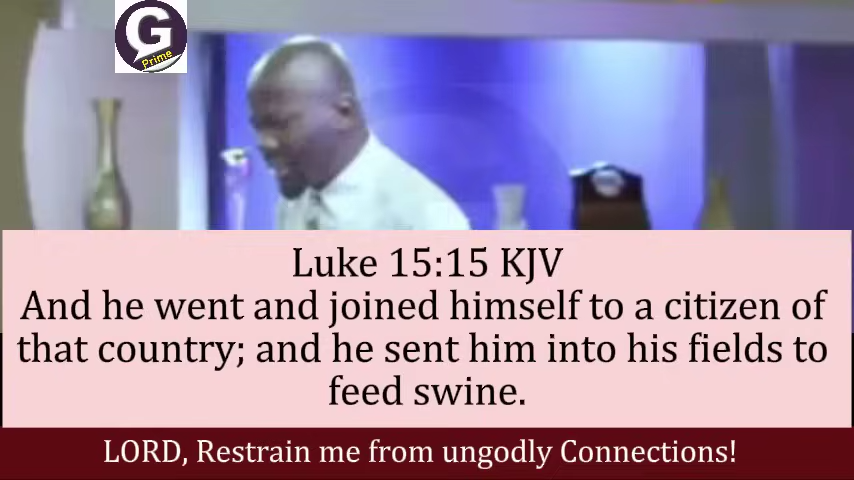 G
Prime
Luke 15:15 KJV
And he went and joined himself to a citizen of
that country; and he sent him into his fields to
feed swine.
LORD, Restrain me from ungodly Connections!